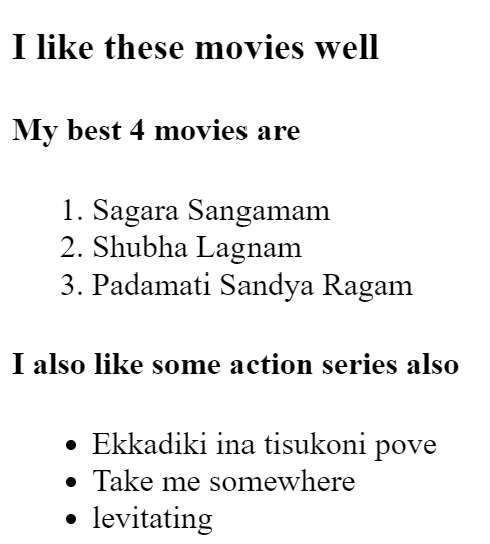 I like these movies well
My best 4 movies are
1. Sagara Sangamam
2. Shubha Lagnam
3. Padamati Sandya Ragam
I also like some action series also
• Ekkadiki ina tisukoni pove
• Take me somewhere
• levitating